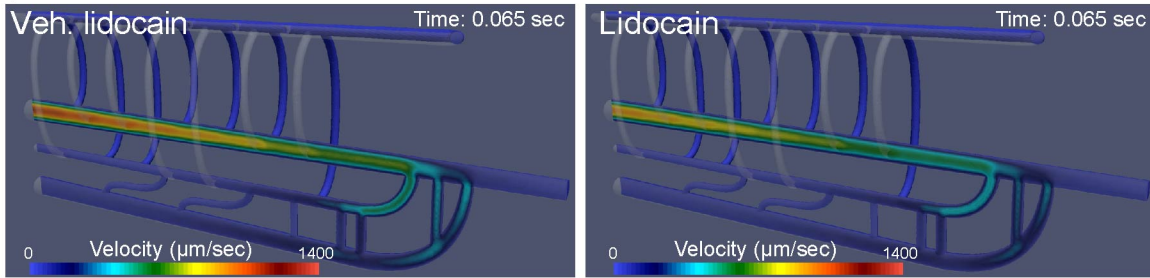 Veh. lidocain
Time: 0.065 sec
0
Velocity (µm/sec)
1400
Lidocain
Time: 0.065 sec
0
Velocity (µm/sec)
1400